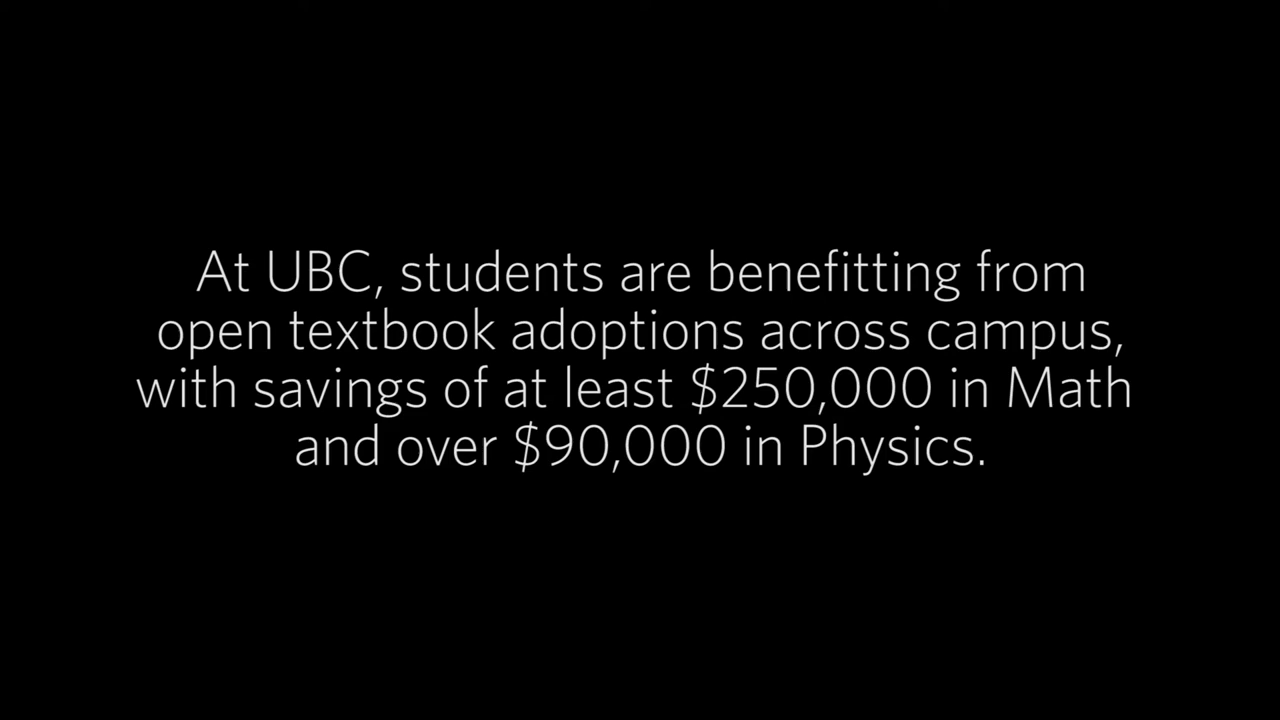 At UBC, students are benefitting from
open textbook adoptions across campus,
with savings of at least $250,000 in Math
and over $90,000 in Physics.